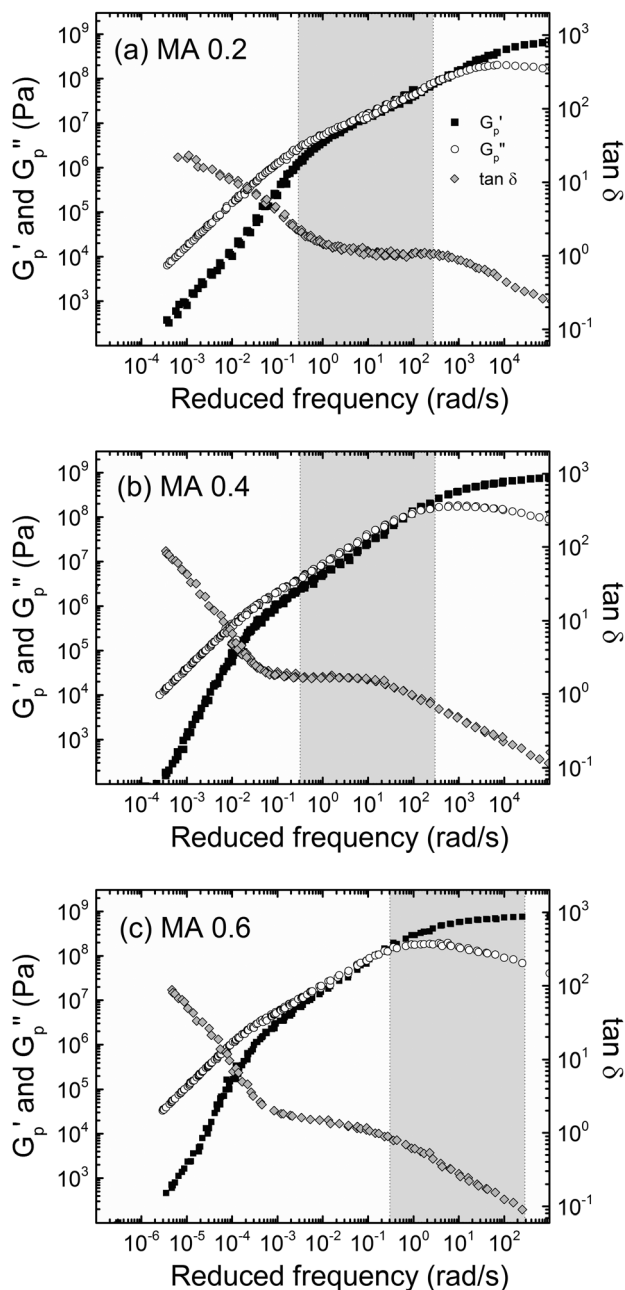 (a) MA 0.2
G_p' and G_p'' (Pa)
10^9
10^8
10^7
10^6
10^5
10^4
10^3
G_p'
G_p''
tan δ
10^3
10^2
10^1
10^0
10^-1
tan δ
10^-4 10^-3 10^-2 10^-1 10^0 10^1 10^2 10^3 10^4
Reduced frequency (rad/s)
(b) MA 0.4
G_p' and G_p'' (Pa)
10^9
10^8
10^7
10^6
10^5
10^4
10^3
10^3
10^2
10^1
10^0
10^-1
tan δ
10^-4 10^-3 10^-2 10^-1 10^0 10^1 10^2 10^3 10^4
Reduced frequency (rad/s)
(c) MA 0.6
G_p' and G_p'' (Pa)
10^9
10^8
10^7
10^6
10^5
10^4
10^3
10^3
10^2
10^1
10^0
10^-1
tan δ
10^-6 10^-5 10^-4 10^-3 10^-2 10^-1 10^0 10^1 10^2
Reduced frequency (rad/s)